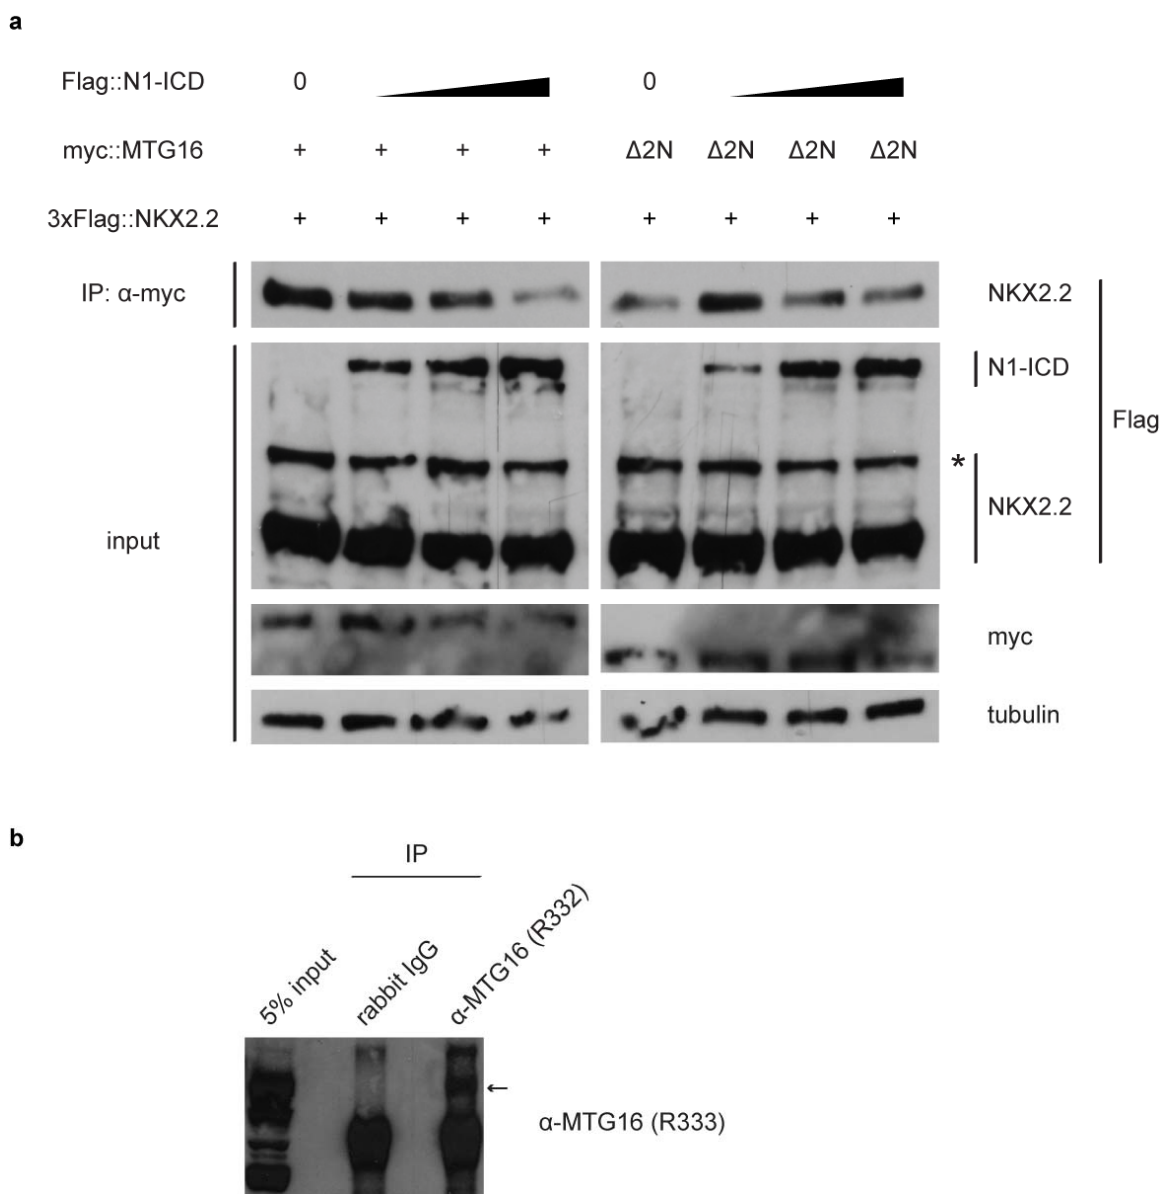 a
Flag::N1-ICD 0 0
myc::MTG16 + + + + Δ2N Δ2N Δ2N Δ2N
3xFlag::NKX2.2 + + + + + + + +
IP: α-myc NKX2.2
N1-ICD
Flag
*
NKX2.2
input
myc
tubulin
b
IP
5% input rabbit IgG α-MTG16 (R332)
←
α-MTG16 (R333)